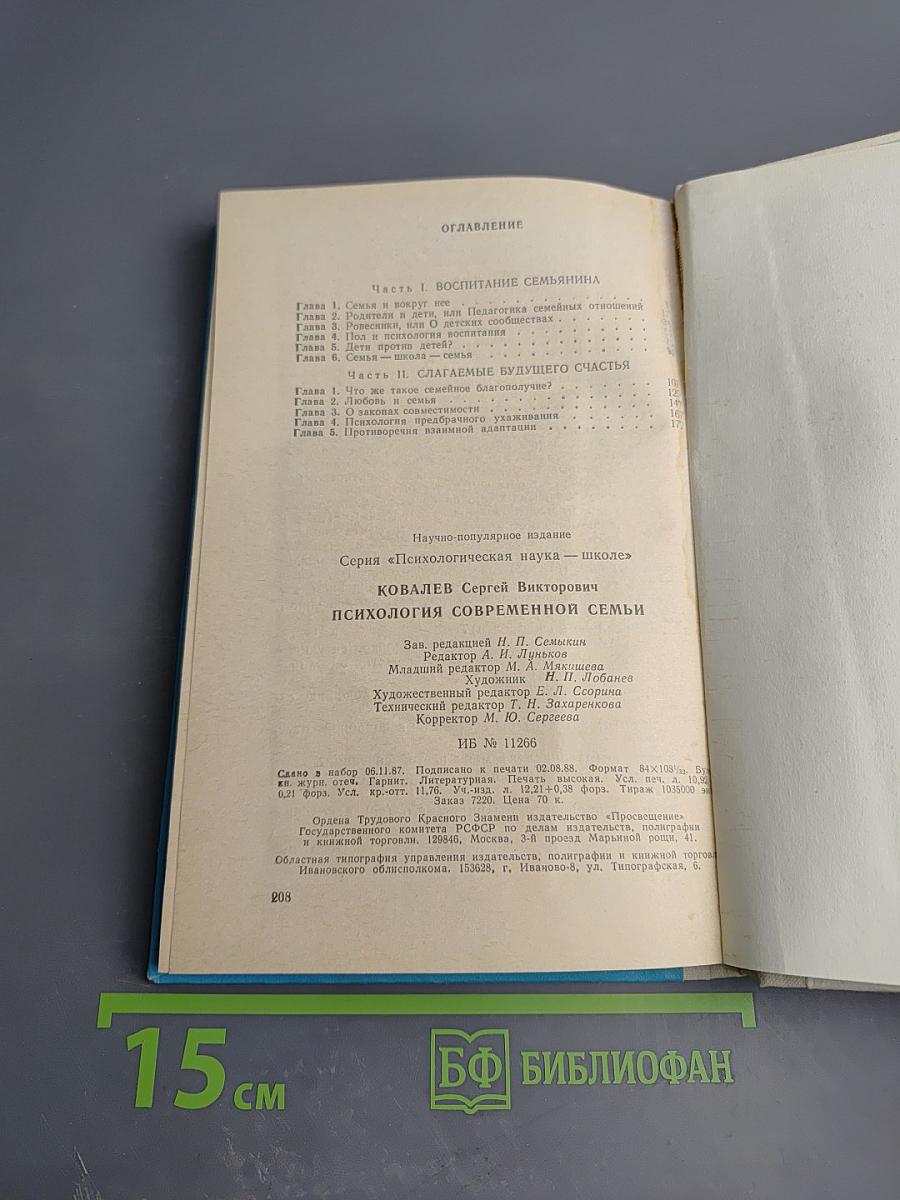 ОГЛАВЛЕНИЕ
Часть I. ВОСПИТАНИЕ СЕМЬЯНИНА
Глава 1. Семья и вокруг нее
Глава 2. Родители и дети, или Педагогика семейных отношений
Глава 3. Ровесники, или О детских сообществах
Глава 4. Пол и психология воспитания
Глава 5. Дети против детей?
Глава 6. Семья — школа — семья
Часть II. СЛАГАЕМЫЕ БУДУЩЕГО СЧАСТЬЯ
Глава 1. Что же такое семейное благополучие?
Глава 2. Любовь и семья
Глава 3. О законах совместимости
Глава 4. Психология предбрачного ухаживания
Глава 5. Противоречия взаимной адаптации
Научно-популярное издание
Серия «Психологическая наука — школе»
КОВАЛЕВ Сергей Викторович
ПСИХОЛОГИЯ СОВРЕМЕННОЙ СЕМЬИ
Зав. редакцией Н. П. Семыкин
Редактор А. И. Луньков
Младший редактор М. А. Мякишева
Художник Н. П. Лобанев
Художественный редактор Е. Л. Ссорина
Технический редактор Т. Н. Захаренкова
Корректор М. Ю. Сергеева
ИБ № 11266
Сдано в набор 06.11.87. Подписано к печати 02.08.88. Формат 84×108 1/32.
кн. журн. отеч. Гарнит. Литературная. Печать высокая. Усл. печ. л. 10,92
0,21 форз. Усл. кр.-отт. 11,76. Уч.-изд. л. 12,21+0,38 форз. Тираж 1035000
Заказ 7220. Цена 70 к.
Ордена Трудового Красного Знамени издательство «Просвещение»
Государственного комитета РСФСР по делам издательств, полиграфии
и книжной торговли. 129846, Москва, 3-й проезд Марьиной рощи, 41.
Областная типография управления издательств, полиграфии и книжной
Ивановского облисполкома. 153628, г. Иваново-8, ул. Типографская, 6.
208
15 см
БФ БИБЛИОФАН